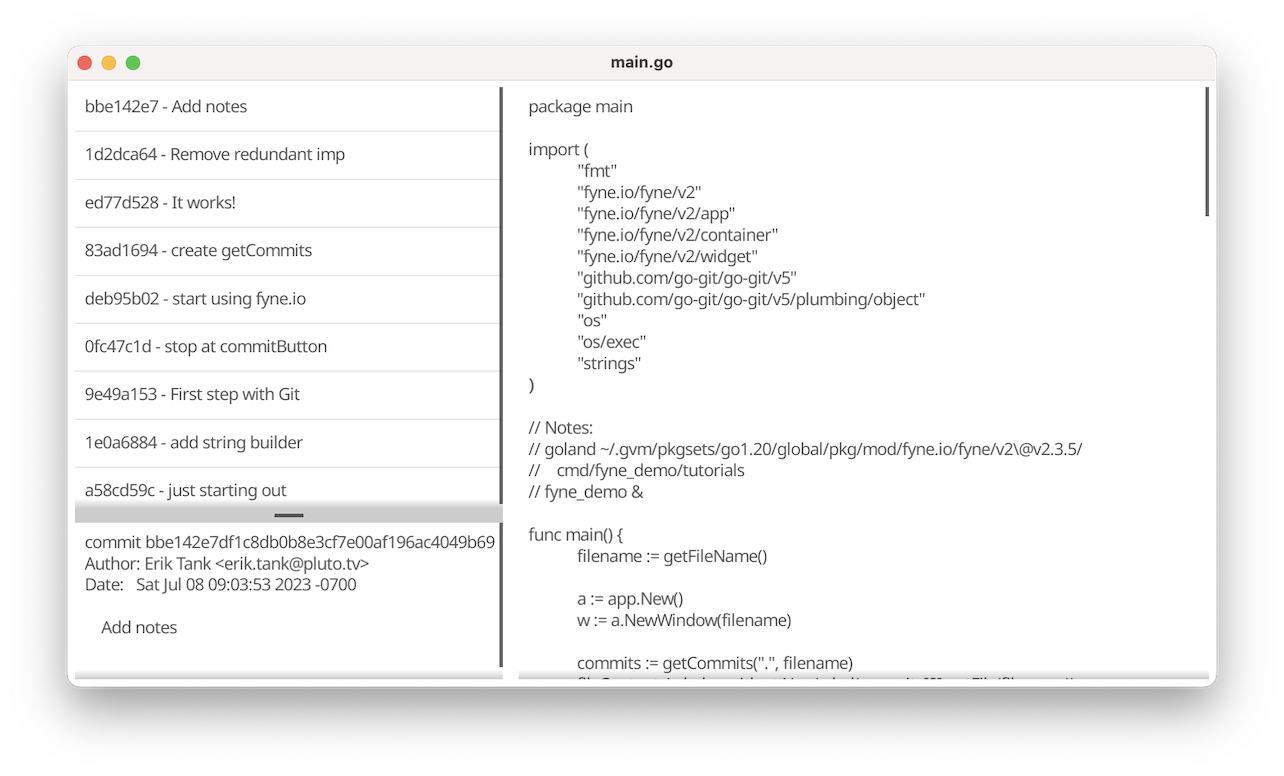 main.go
bbe142e7 - Add notes
1d2dca64 - Remove redundant imp
ed77d528 - It works!
83ad1694 - create getCommits
deb95b02 - start using fyne.io
0fc47c1d - stop at commitButton
9e49a153 - First step with Git
1e0a6884 - add string builder
a58cd59c - just starting out
commit bbe142e7df1c8db0b8e3cf7e00af196ac4049b69
Author: Erik Tank <erik.tank@pluto.tv>
Date:   Sat Jul 08 09:03:53 2023 -0700
Add notes
package main
import (
"fmt"
"fyne.io/fyne/v2"
"fyne.io/fyne/v2/app"
"fyne.io/fyne/v2/container"
"fyne.io/fyne/v2/widget"
"github.com/go-git/go-git/v5"
"github.com/go-git/go-git/v5/plumbing/object"
"os"
"os/exec"
"strings"
)
// Notes:
// goland ~/.gvm/pkgsets/go1.20/global/pkg/mod/fyne.io/fyne/v2\@v2.3.5/
//    cmd/fyne_demo/tutorials
// fyne_demo &
func main() {
filename := getFileName()
a := app.New()
w := a.NewWindow(filename)
commits := getCommits(".", filename)